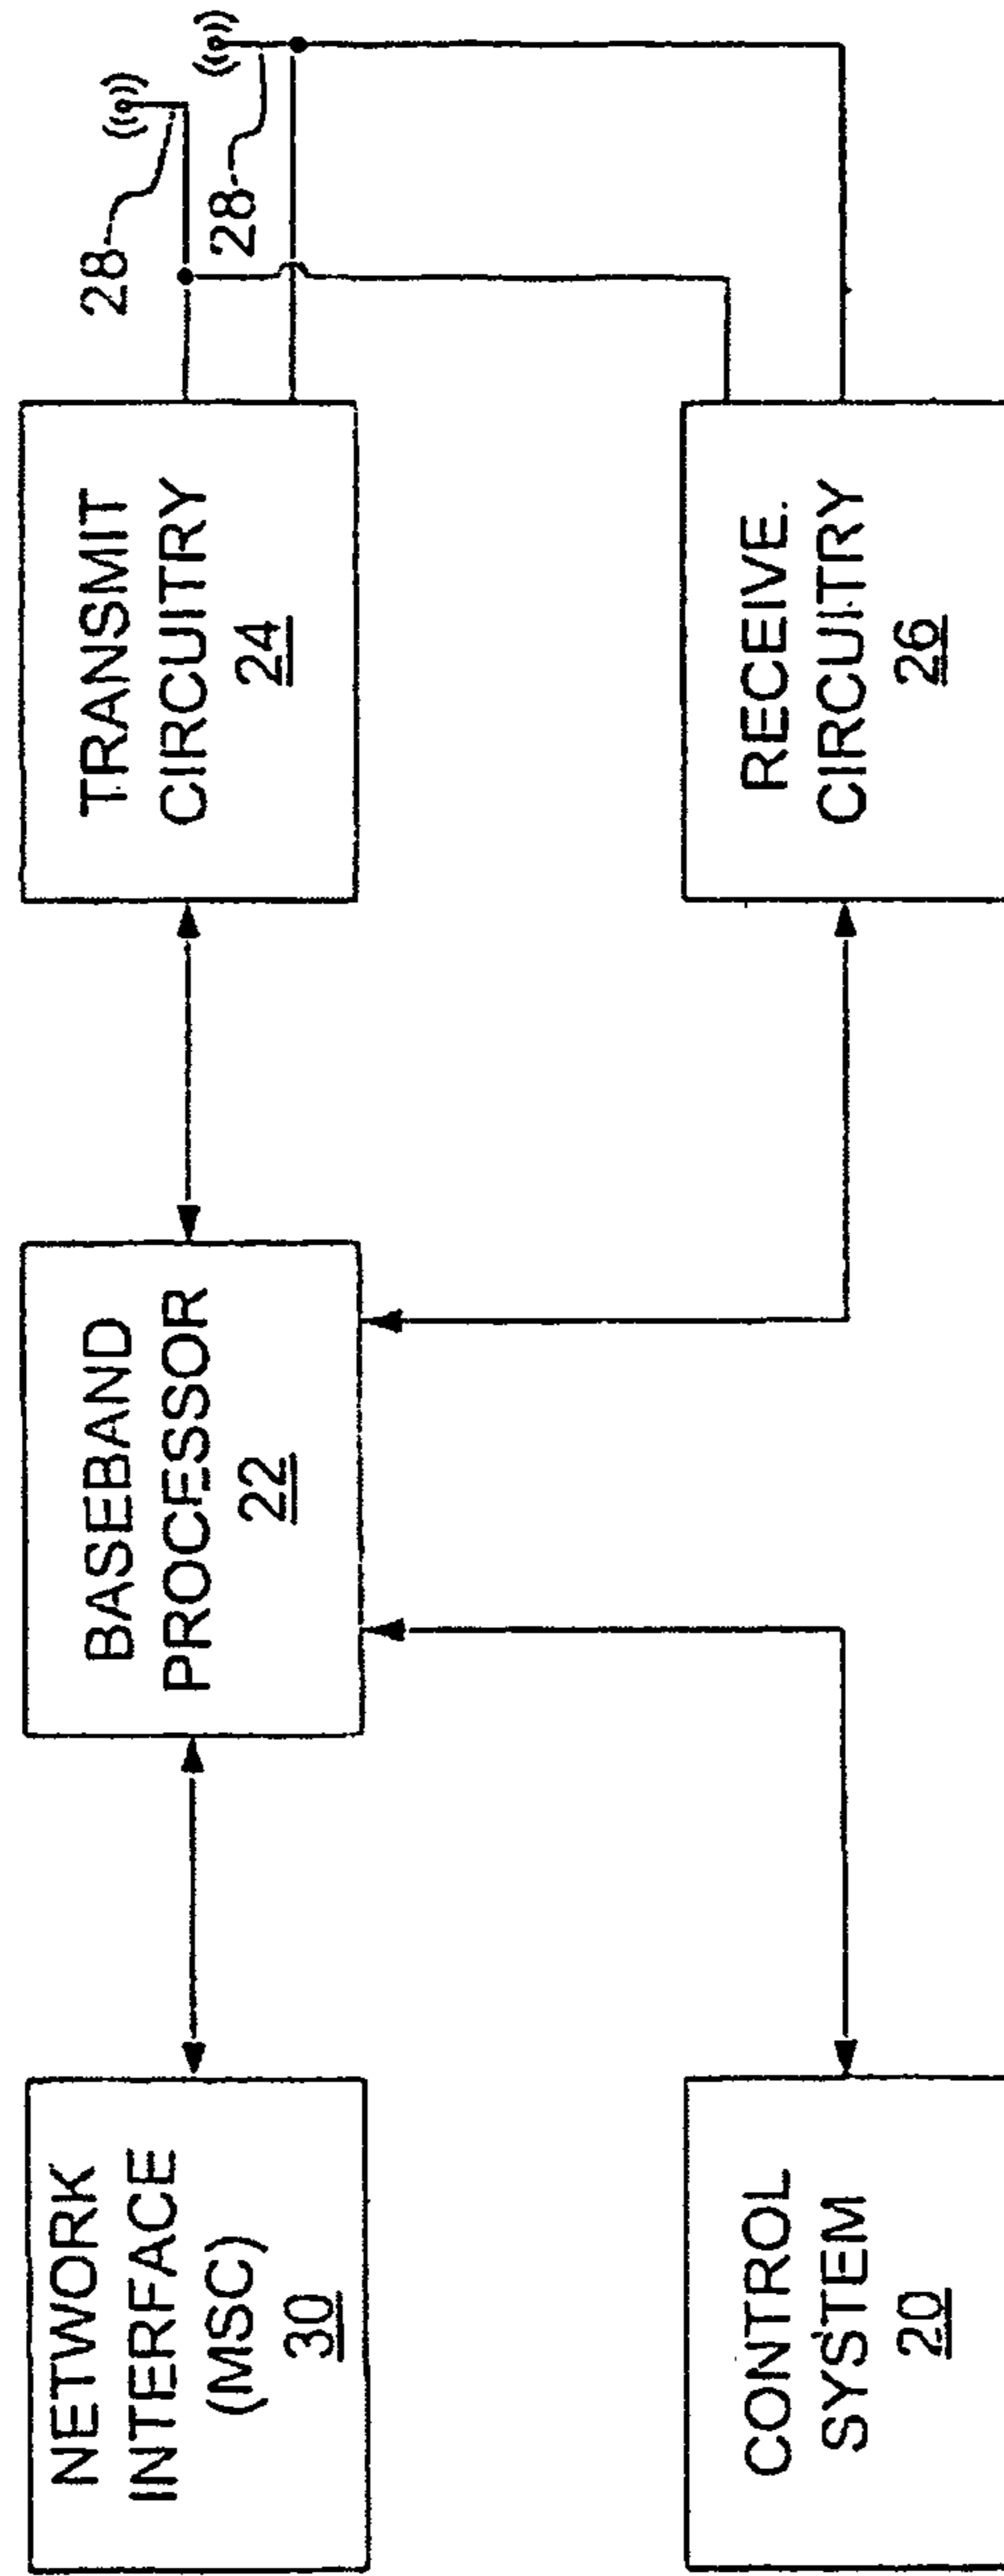 NETWORK
INTERFACE
(MSC)
30
BASEBAND
PROCESSOR
22
TRANSMIT
CIRCUITRY
24
28
28
CONTROL
SYSTEM
20
RECEIVE.
CIRCUITRY
26